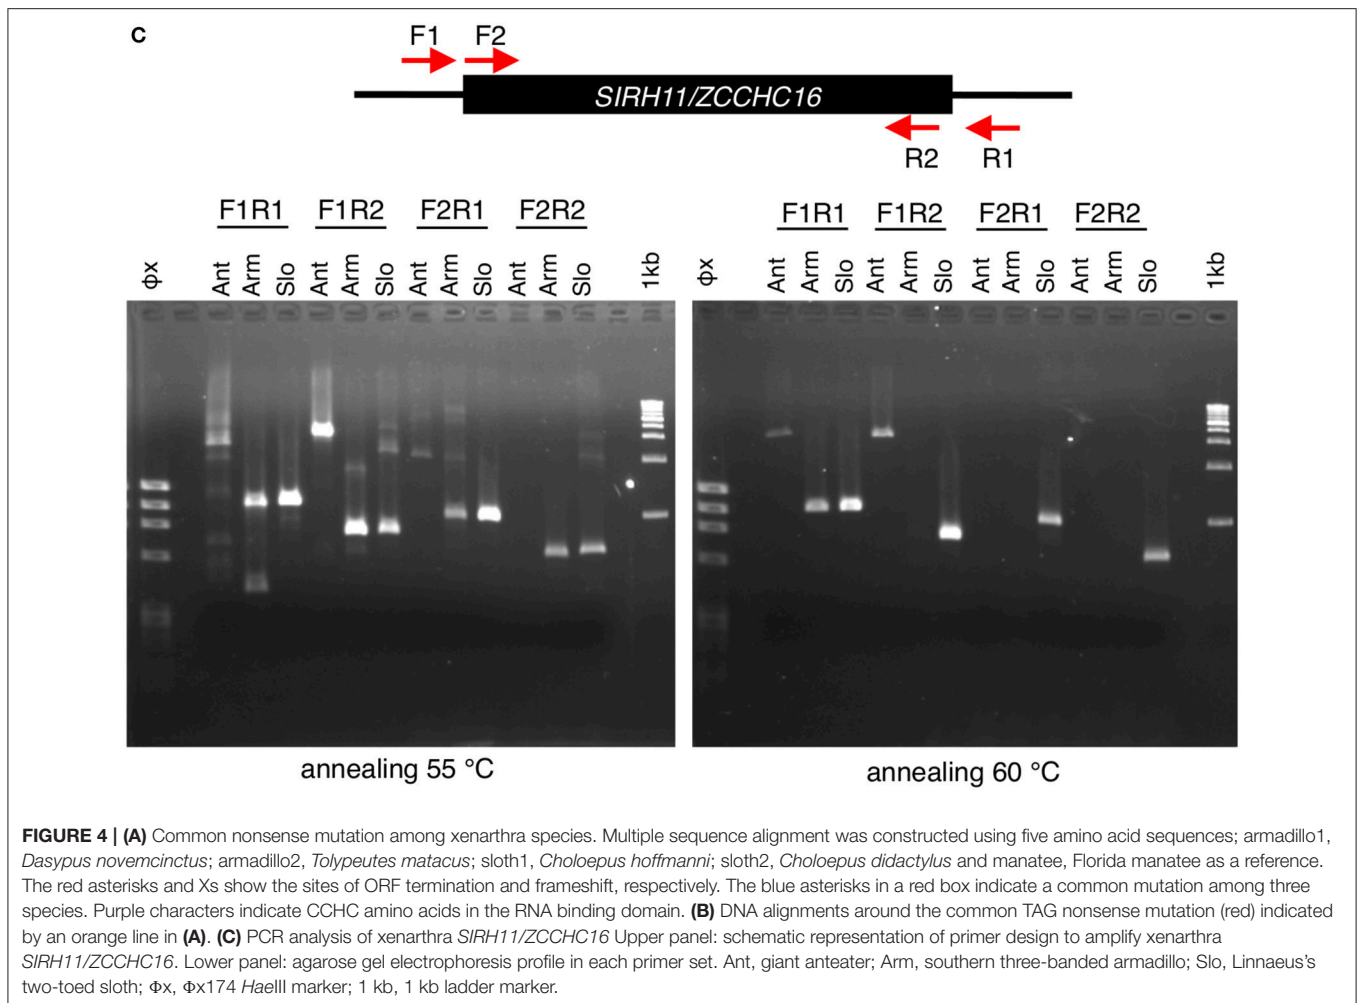 C
F1 F2
SIRH11/ZCCHC16
R2 R1
F1R1 F1R2 F2R1 F2R2
Φx Ant Arm Slo Ant Arm Slo Ant Arm Slo Ant Arm Slo 1kb
annealing 55 °C
F1R1 F1R2 F2R1 F2R2
Φx Ant Arm Slo Ant Arm Slo Ant Arm Slo Ant Arm Slo 1kb
annealing 60 °C
FIGURE 4 | (A) Common nonsense mutation among xenarthra species. Multiple sequence alignment was constructed using five amino acid sequences; armadillo1,
Dasypus novemcinctus; armadillo2, Tolypeutes matacus; sloth1, Choloepus hoffmanni; sloth2, Choloepus didactylus and manatee, Florida manatee as a reference.
The red asterisks and Xs show the sites of ORF termination and frameshift, respectively. The blue asterisks in a red box indicate a common mutation among three
species. Purple characters indicate CCHC amino acids in the RNA binding domain. (B) DNA alignments around the common TAG nonsense mutation (red) indicated
by an orange line in (A). (C) PCR analysis of xenarthra SIRH11/ZCCHC16 Upper panel: schematic representation of primer design to amplify xenarthra
SIRH11/ZCCHC16. Lower panel: agarose gel electrophoresis profile in each primer set. Ant, giant anteater; Arm, southern three-banded armadillo; Slo, Linnaeus's
two-toed sloth; Φx, Φx174 HaeIII marker; 1 kb, 1 kb ladder marker.